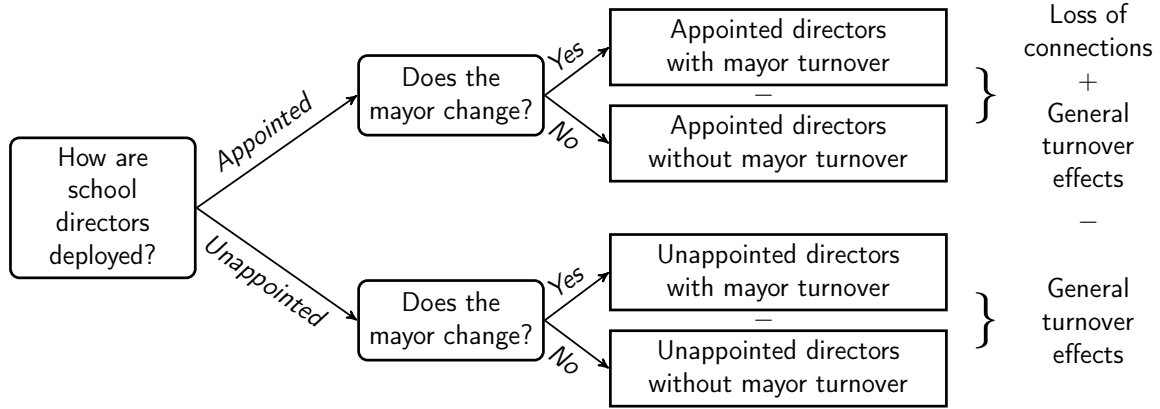 How are
school
directors
deployed?
Appointed
Unappointed
Does the
mayor change?
Yes
No
Appointed directors
with mayor turnover
−
Appointed directors
without mayor turnover
}
Loss of
connections
+
General
turnover
effects
−
Does the
mayor change?
Yes
No
Unappointed directors
with mayor turnover
−
Unappointed directors
without mayor turnover
}
General
turnover
effects